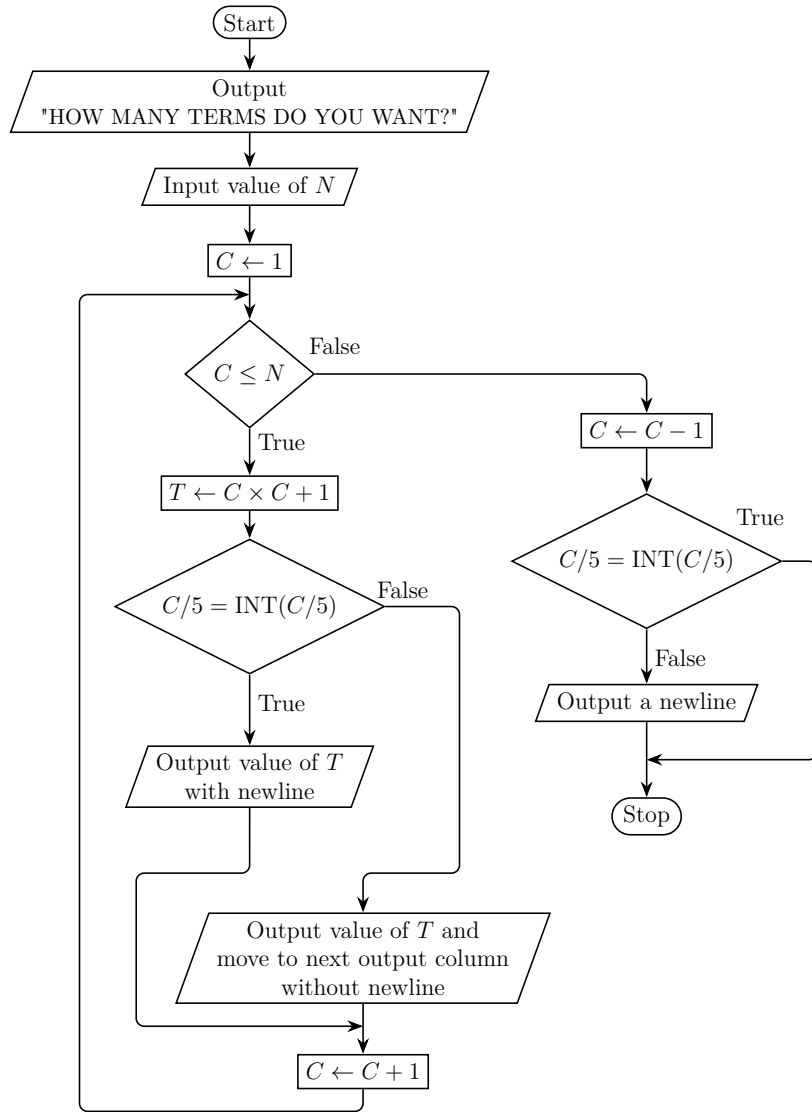 Start
Output
"HOW MANY TERMS DO YOU WANT?"
Input value of N
C ← 1
C ≤ N
False
True
T ← C × C + 1
C/5 = INT(C/5)
False
True
Output value of T
with newline
Output value of T and
move to next output column
without newline
C ← C + 1
C ← C − 1
C/5 = INT(C/5)
True
False
Output a newline
Stop